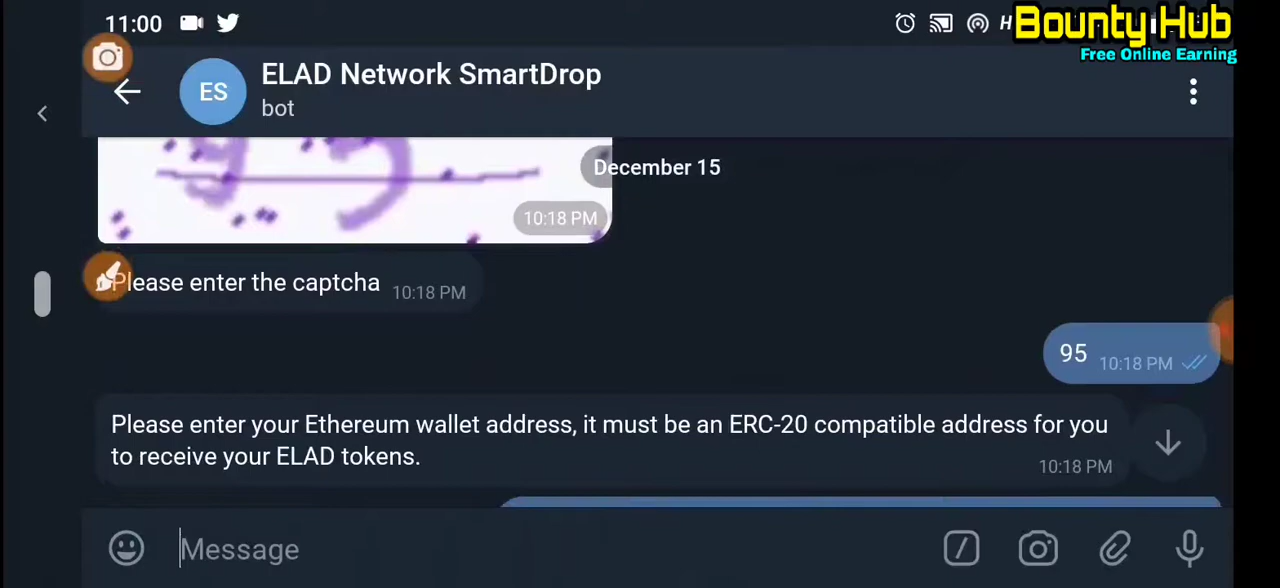 11:00
H
Bounty Hub
Free Online Earning
ES
ELAD Network SmartDrop
bot
December 15
10:18 PM
Please enter the captcha 10:18 PM
95 10:18 PM
Please enter your Ethereum wallet address, it must be an ERC-20 compatible address for you
to receive your ELAD tokens.
10:18 PM
Message